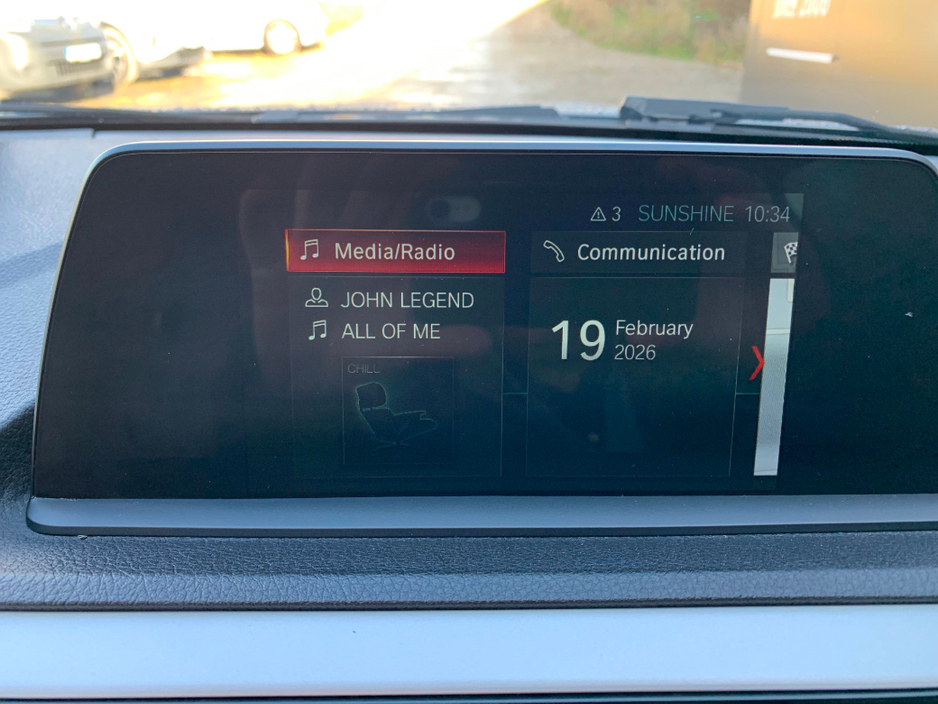 3 SUNSHINE 10:34
Media/Radio
Communication
JOHN LEGEND
ALL OF ME
CHILL
19 February
2026